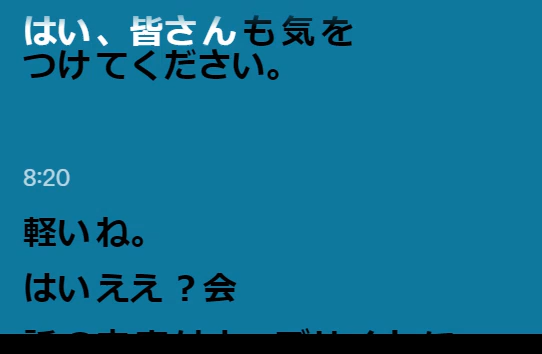 はい、皆さんも気を
つけてください。
8:20
軽いね。
はいええ？会